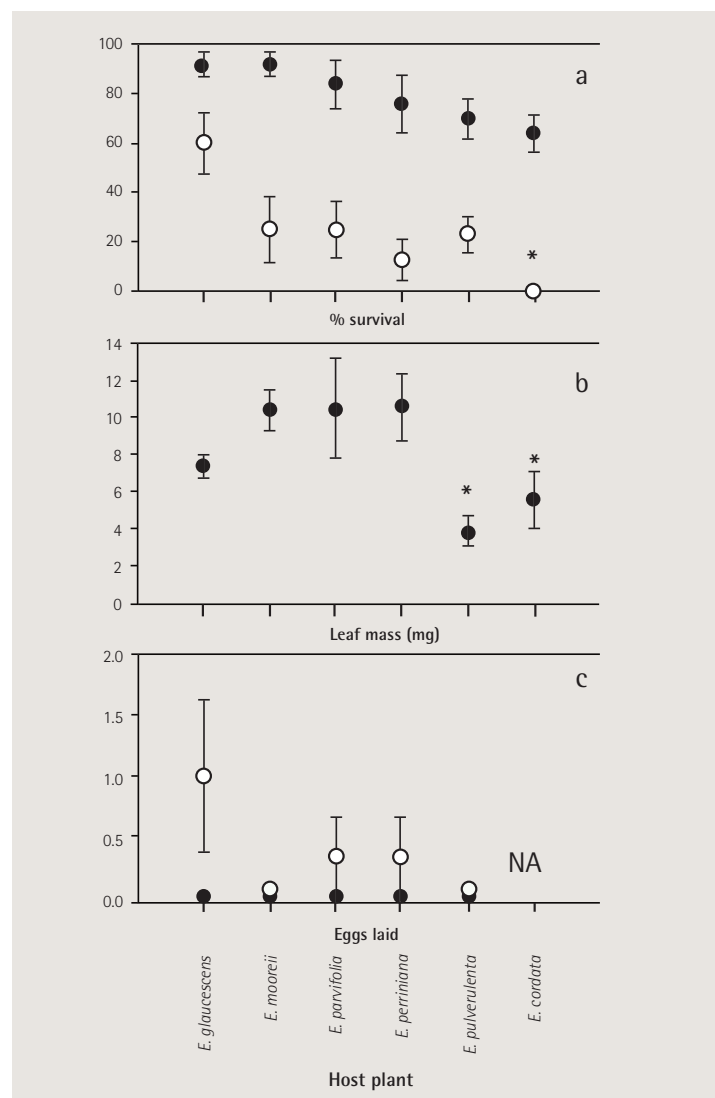 100
80
60
40
20
0
a
*
% survival
14
12
10
8
6
4
2
0
b
*
*
Leaf mass (mg)
2.0
1.5
1.0
0.5
0.0
c
NA
Eggs laid
E. glaucescens
E. mooreii
E. parvifolia
E. perriniana
E. pulverulenta
E. cordata
Host plant